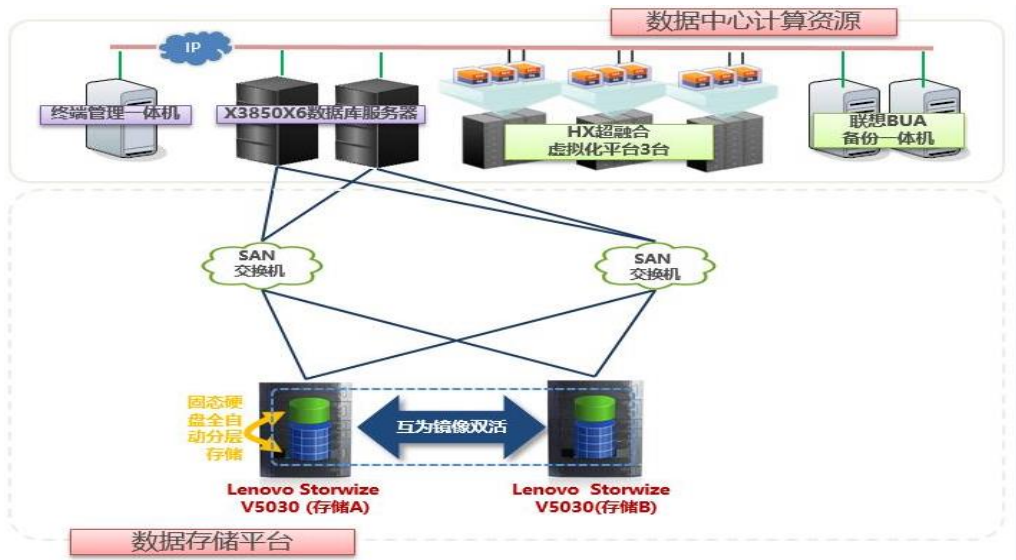 数据中心计算资源
IP
终端管理一体机
X3850X6数据库服务器
HX超融合
虚拟化平台3台
联想BUA
备份一体机
SAN
交换机
SAN
交换机
固态硬
盘全自
动分层
存储
互为镜像双活
Lenovo Storwize
V5030 (存储A)
Lenovo Storwize
V5030(存储B)
数据存储平台